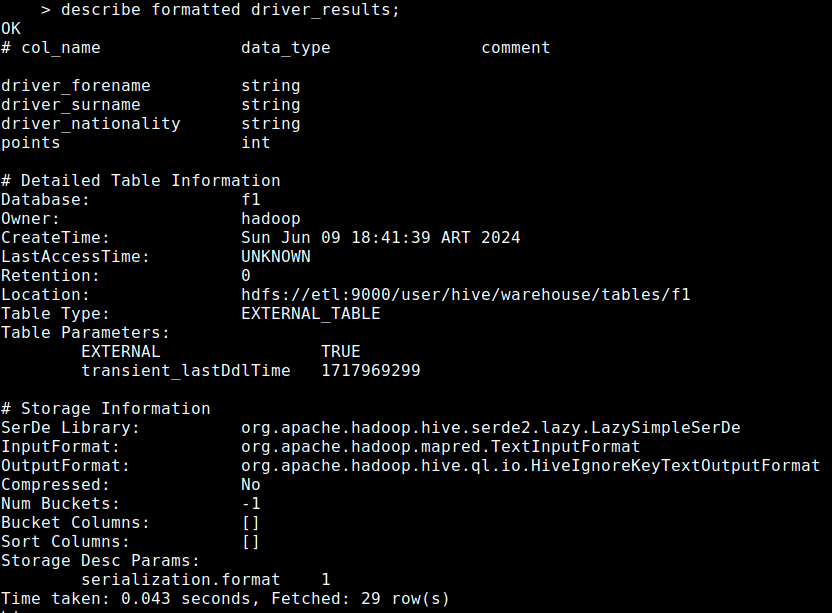 > describe formatted driver_results;
OK
# col_name data_type comment
driver_forename string
driver_surname string
driver_nationality string
points int
# Detailed Table Information
Database: f1
Owner: hadoop
CreateTime: Sun Jun 09 18:41:39 ART 2024
LastAccessTime: UNKNOWN
Retention: 0
Location: hdfs://etl:9000/user/hive/warehouse/tables/f1
Table Type: EXTERNAL_TABLE
Table Parameters:
EXTERNAL TRUE
transient_lastDdlTime 1717969299
# Storage Information
SerDe Library: org.apache.hadoop.hive.serde2.lazy.LazySimpleSerDe
InputFormat: org.apache.hadoop.mapred.TextInputFormat
OutputFormat: org.apache.hadoop.hive.ql.io.HiveIgnoreKeyTextOutputFormat
Compressed: No
Num Buckets: -1
Bucket Columns: []
Sort Columns: []
Storage Desc Params:
serialization.format 1
Time taken: 0.043 seconds, Fetched: 29 row(s)